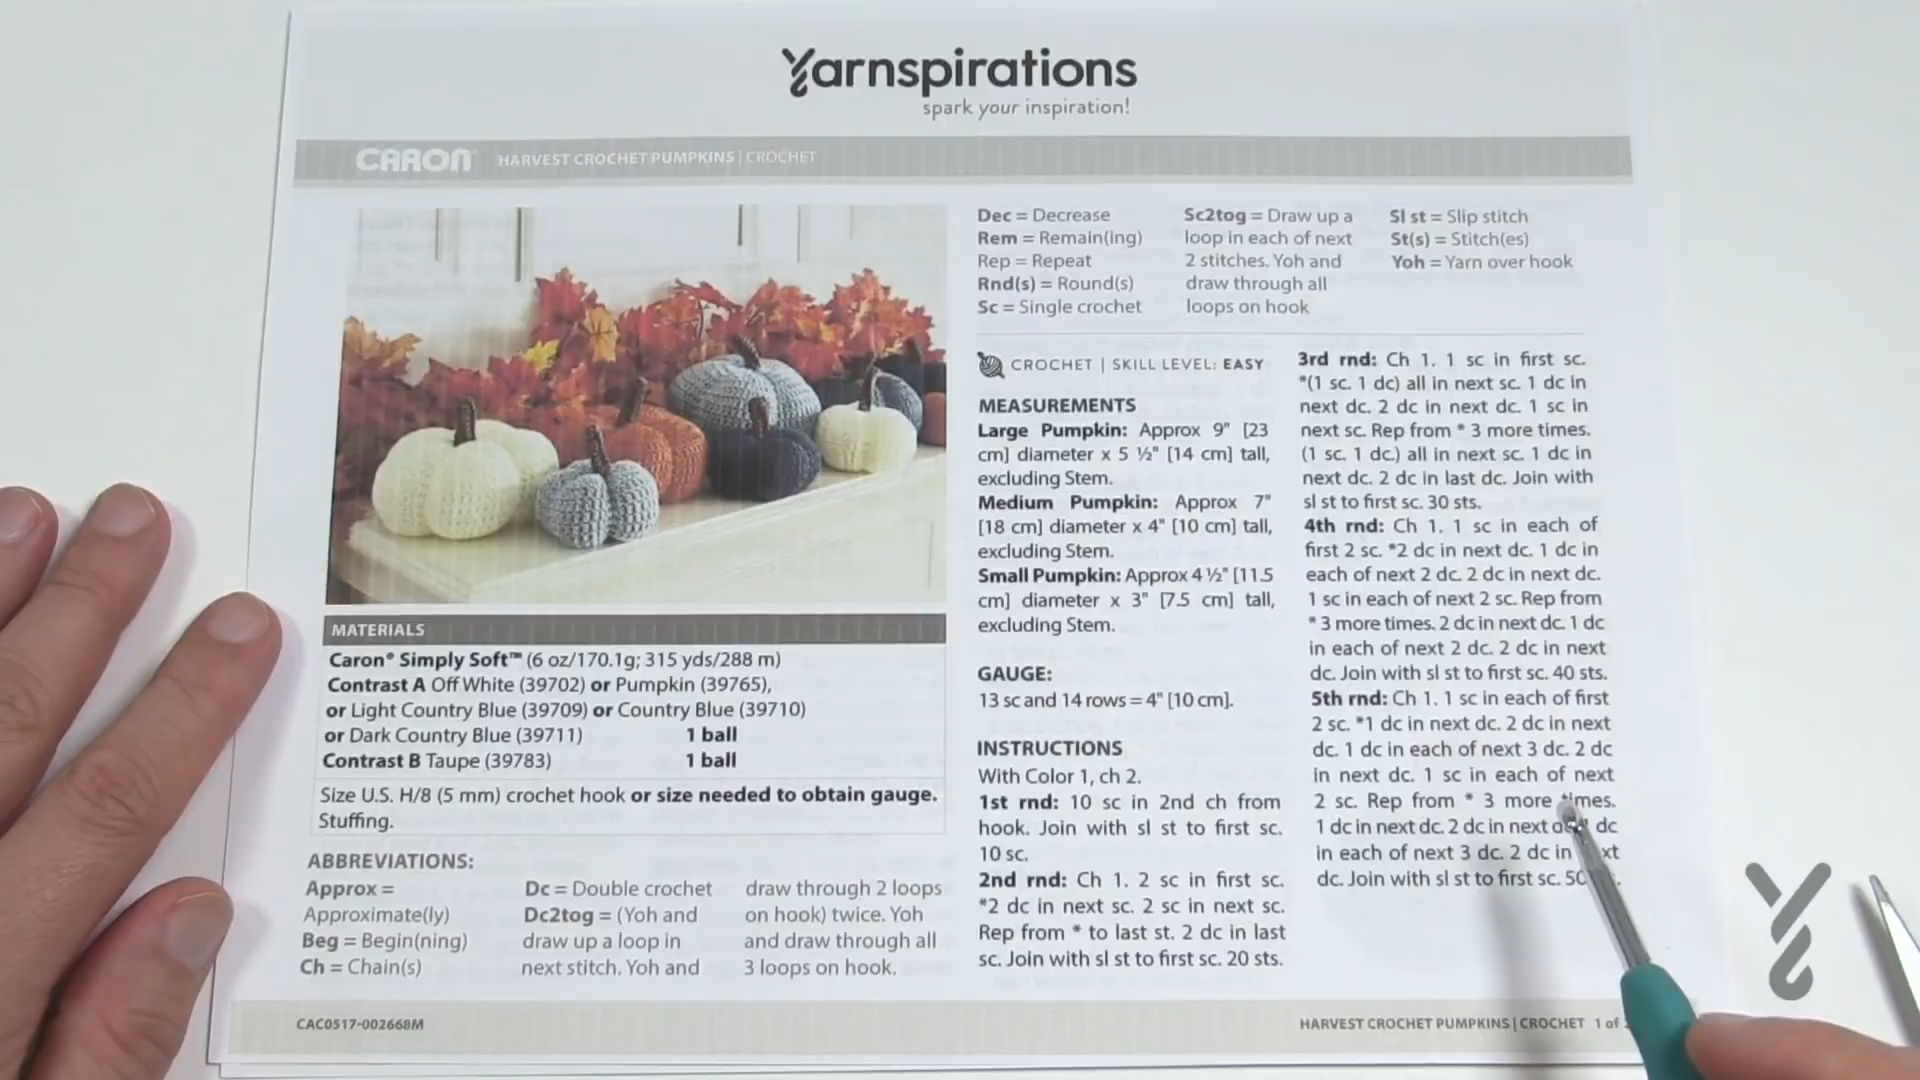 Yarnspirations
spark your inspiration!
CARON HARVEST CROCHET PUMPKINS | CROCHET
MATERIALS
Caron® Simply Soft™ (6 oz/170.1g; 315 yds/288 m)
Contrast A Off White (39702) or Pumpkin (39765),
or Light Country Blue (39709) or Country Blue (39710)
or Dark Country Blue (39711) 1 ball
Contrast B Taupe (39783) 1 ball
Size U.S. H/8 (5 mm) crochet hook or size needed to obtain gauge.
Stuffing.
ABBREVIATIONS:
Approx =
Approximate(ly)
Beg = Begin(ning)
Ch = Chain(s)
Dc = Double crochet
Dc2tog = (Yoh and
draw up a loop in
next stitch. Yoh and
draw through 2 loops
on hook) twice. Yoh
and draw through all
3 loops on hook.
Dec = Decrease
Rem = Remain(ing)
Rep = Repeat
Rnd(s) = Round(s)
Sc = Single crochet
Sc2tog = Draw up a
loop in each of next
2 stitches. Yoh and
draw through all
loops on hook
Sl st = Slip stitch
St(s) = Stitch(es)
Yoh = Yarn over hook
CROCHET | SKILL LEVEL: EASY
MEASUREMENTS
Large Pumpkin: Approx 9" [23
cm] diameter x 5 ½" [14 cm] tall,
excluding Stem.
Medium Pumpkin: Approx 7"
[18 cm] diameter x 4" [10 cm] tall,
excluding Stem.
Small Pumpkin: Approx 4 ½" [11.5
cm] diameter x 3" [7.5 cm] tall,
excluding Stem.
GAUGE:
13 sc and 14 rows = 4" [10 cm].
INSTRUCTIONS
With Color 1, ch 2.
1st rnd: 10 sc in 2nd ch from
hook. Join with sl st to first sc.
10 sc.
2nd rnd: Ch 1. 2 sc in first sc.
*2 dc in next sc. 2 sc in next sc.
Rep from * to last st. 2 dc in last
sc. Join with sl st to first sc. 20 sts.
3rd rnd: Ch 1. 1 sc in first sc.
*(1 sc. 1 dc) all in next sc. 1 dc in
next dc. 2 dc in next dc. 1 sc in
next sc. Rep from * 3 more times.
(1 sc. 1 dc.) all in next sc. 1 dc in
next dc. 2 dc in last dc. Join with
sl st to first sc. 30 sts.
4th rnd: Ch 1. 1 sc in each of
first 2 sc. *2 dc in next dc. 1 dc in
each of next 2 dc. 2 dc in next dc.
1 sc in each of next 2 sc. Rep from
* 3 more times. 2 dc in next dc. 1 dc
in each of next 2 dc. 2 dc in next
dc. Join with sl st to first sc. 40 sts.
5th rnd: Ch 1. 1 sc in each of first
2 sc. *1 dc in next dc. 2 dc in next
dc. 1 dc in each of next 3 dc. 2 dc
in next dc. 1 sc in each of next
2 sc. Rep from * 3 more times.
1 dc in next dc. 2 dc in next dc
in each of next 3 dc. 2 dc in
dc. Join with sl st to first sc.
CAC0517-002668M
HARVEST CROCHET PUMPKINS | CROCHET 1 of